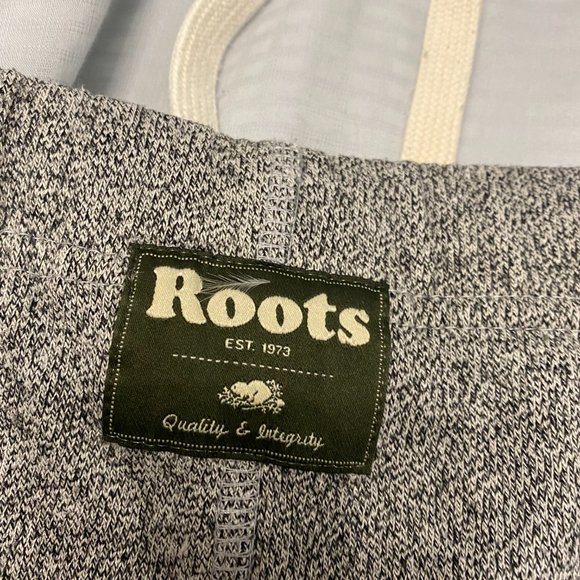 Roots
EST. 1973
Quality & Integrity